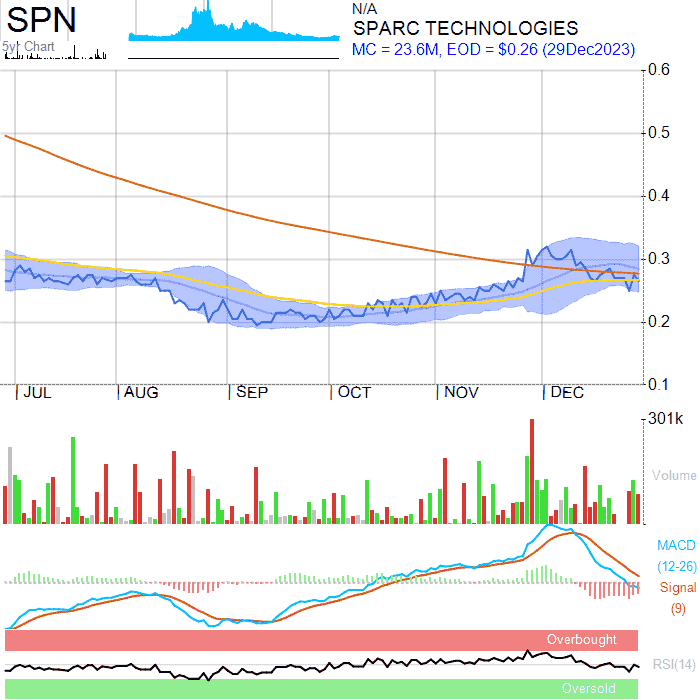 SPN
5yr Chart
N/A
SPARC TECHNOLOGIES
MC = 23.6M, EOD = $0.26 (29Dec2023)
0.6
0.5
0.4
0.3
0.2
0.1
JUL AUG SEP OCT NOV DEC
301k
Volume
MACD
(12-26)
Signal
(9)
Overbought
RSI(14)
Oversold